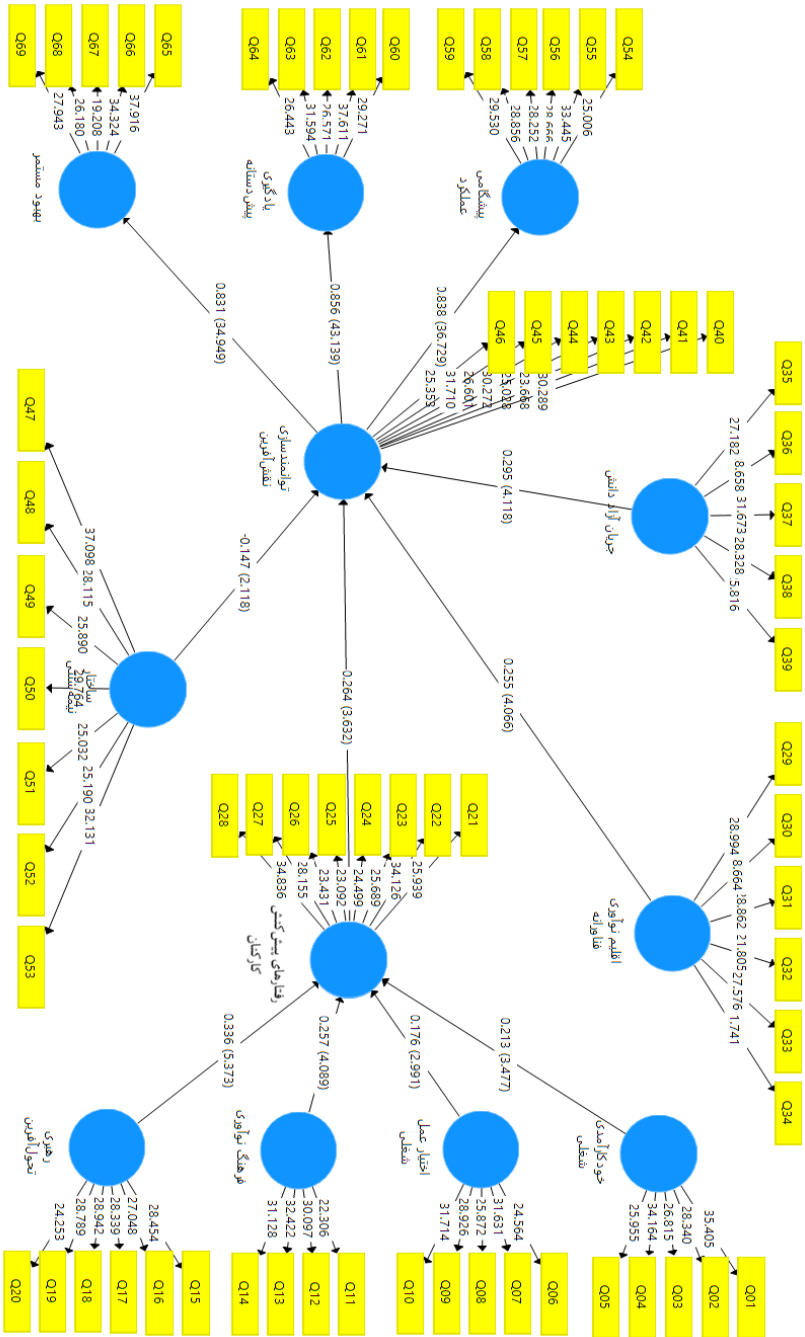 Q54
Q55
Q56
Q57
Q58
Q59
25.006
33.445
28.252
28.856
29.530
پیشگامی
عملکرد
Q60
Q61
Q62
Q63
Q64
29.271
37.611
26.571
31.594
26.443
یادگیری
پیش‌دستانه
Q65
Q66
Q67
Q68
Q69
37.916
34.324
19.208
26.180
27.943
بهبود مستمر
0.838 (36.729)
0.856 (43.139)
0.831 (34.949)
Q40
Q41
Q42
Q43
Q44
Q45
Q46
30.289
23.668
25.028
30.272
26.601
31.710
25.353
توانمندسازی
نقش‌آفرین
Q35
Q36
Q37
Q38
Q39
27.182
8.658
31.673
28.328
5.816
جریان آزاد دانش
0.295 (4.118)
Q29
Q30
Q31
Q32
Q33
Q34
28.994
8.664
28.862
21.805
27.576
1.741
اقلیم نوآوری
فناورانه
0.255 (4.066)
0.264 (3.632)
-0.147 (2.118)
Q47
Q48
Q49
Q50
Q51
Q52
Q53
37.098
28.115
25.890
29.764
25.032
25.190
32.131
ساختار
نیمه‌سنتی
Q21
Q22
Q23
Q24
Q25
Q26
Q27
Q28
25.939
34.126
25.689
24.499
23.092
23.431
28.155
34.836
رفتارهای پیش‌کنش
کارکنان
0.213 (3.477)
0.176 (2.991)
0.257 (4.089)
0.336 (5.373)
خودکارآمدی
شغلی
35.405
28.340
26.815
34.164
25.955
Q01
Q02
Q03
Q04
Q05
اختیار عمل
شغلی
24.564
31.631
25.872
28.926
31.714
Q06
Q07
Q08
Q09
Q10
فرهنگ نوآوری
22.306
30.097
32.422
31.128
Q11
Q12
Q13
Q14
رهبری
تحول‌آفرین
28.454
27.048
28.339
28.942
28.789
24.253
Q15
Q16
Q17
Q18
Q19
Q20